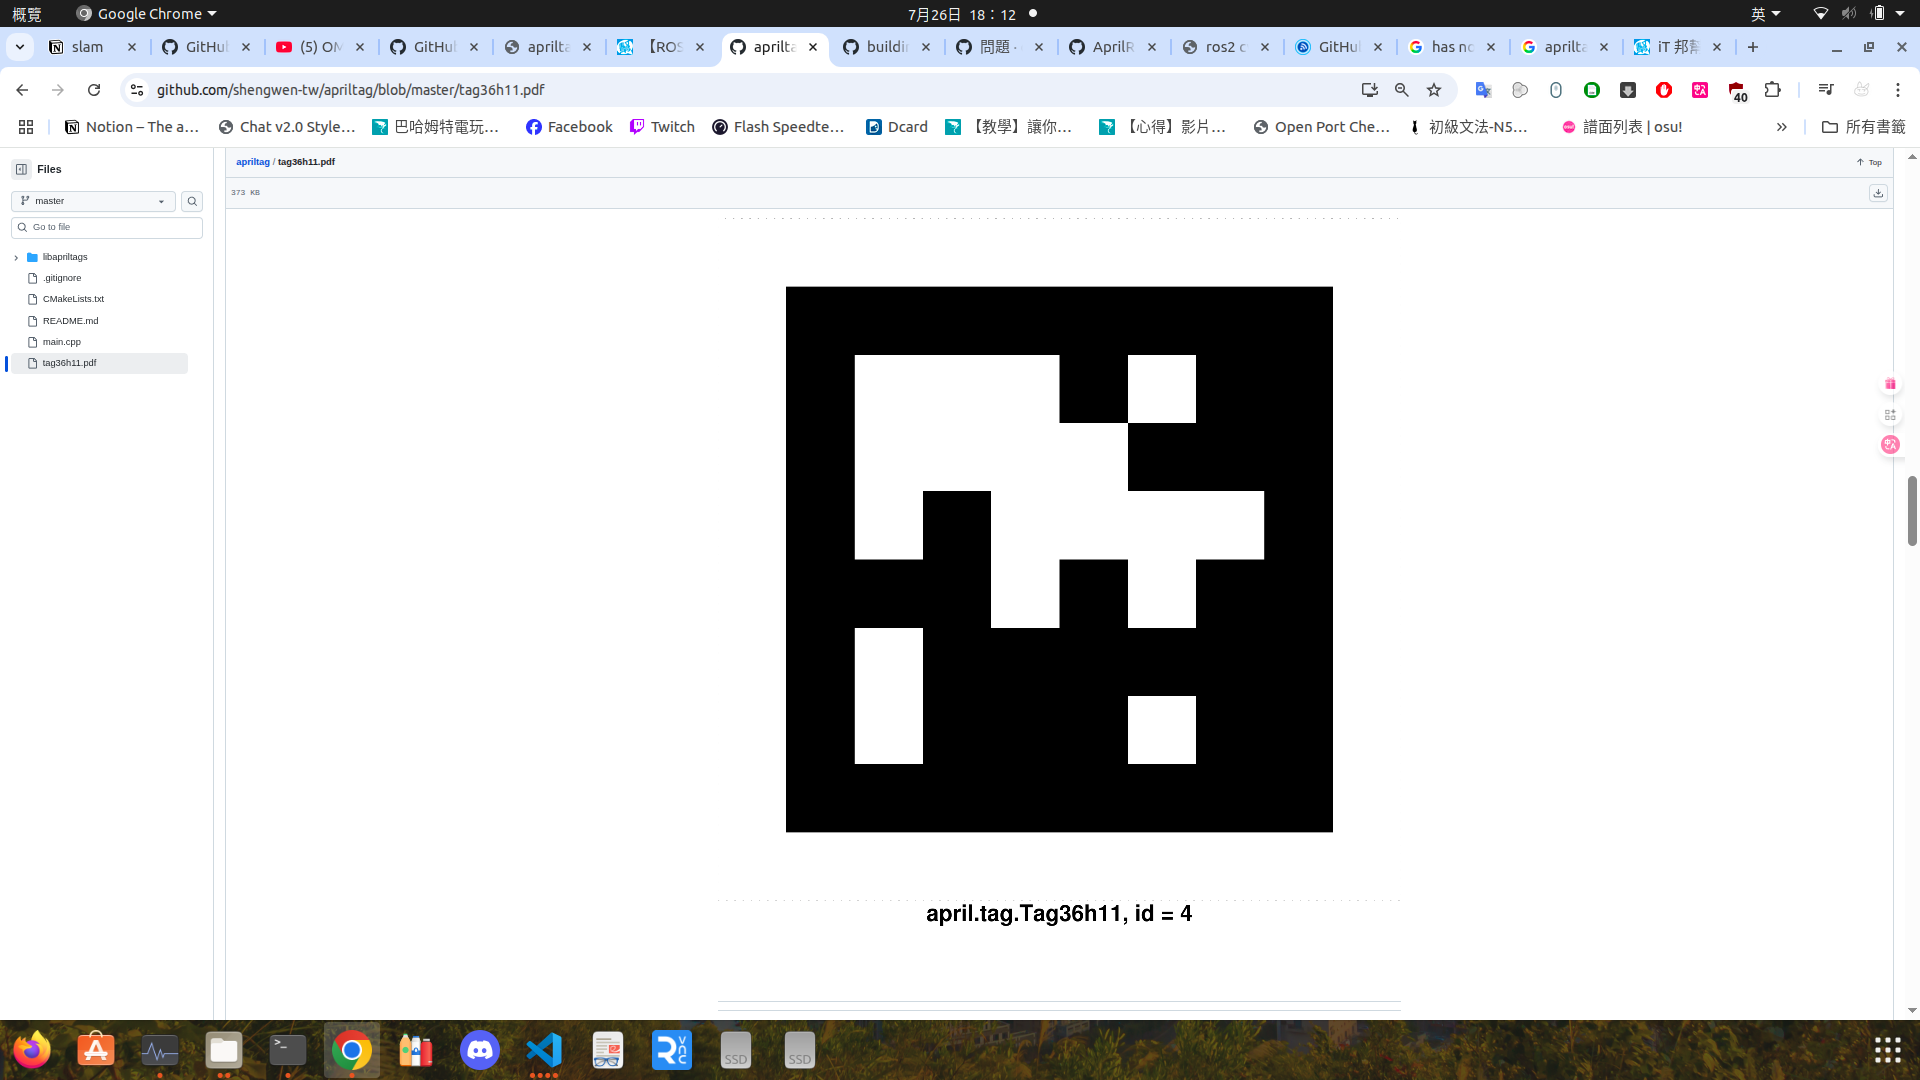 概覽
Google Chrome
7月26日 18：12
英
slam
GitHu
(5) OM
GitHu
aprilta
【ROS
aprilta
buildi
問題 ·
AprilR
ros2 c
GitHu
has no
aprilta
iT 邦幫
github.com/shengwen-tw/apriltag/blob/master/tag36h11.pdf
40
Notion – The a...
Chat v2.0 Style...
巴哈姆特電玩...
Facebook
Twitch
Flash Speedte...
Dcard
【教學】讓你...
【心得】影片...
Open Port Che...
初級文法-N5...
譜面列表 | osu!
»
所有書籤
Files
apriltag / tag36h11.pdf
Top
master
373 KB
Go to file
libapriltags
.gitignore
CMakeLists.txt
README.md
main.cpp
tag36h11.pdf
april.tag.Tag36h11, id = 4
SSD
SSD